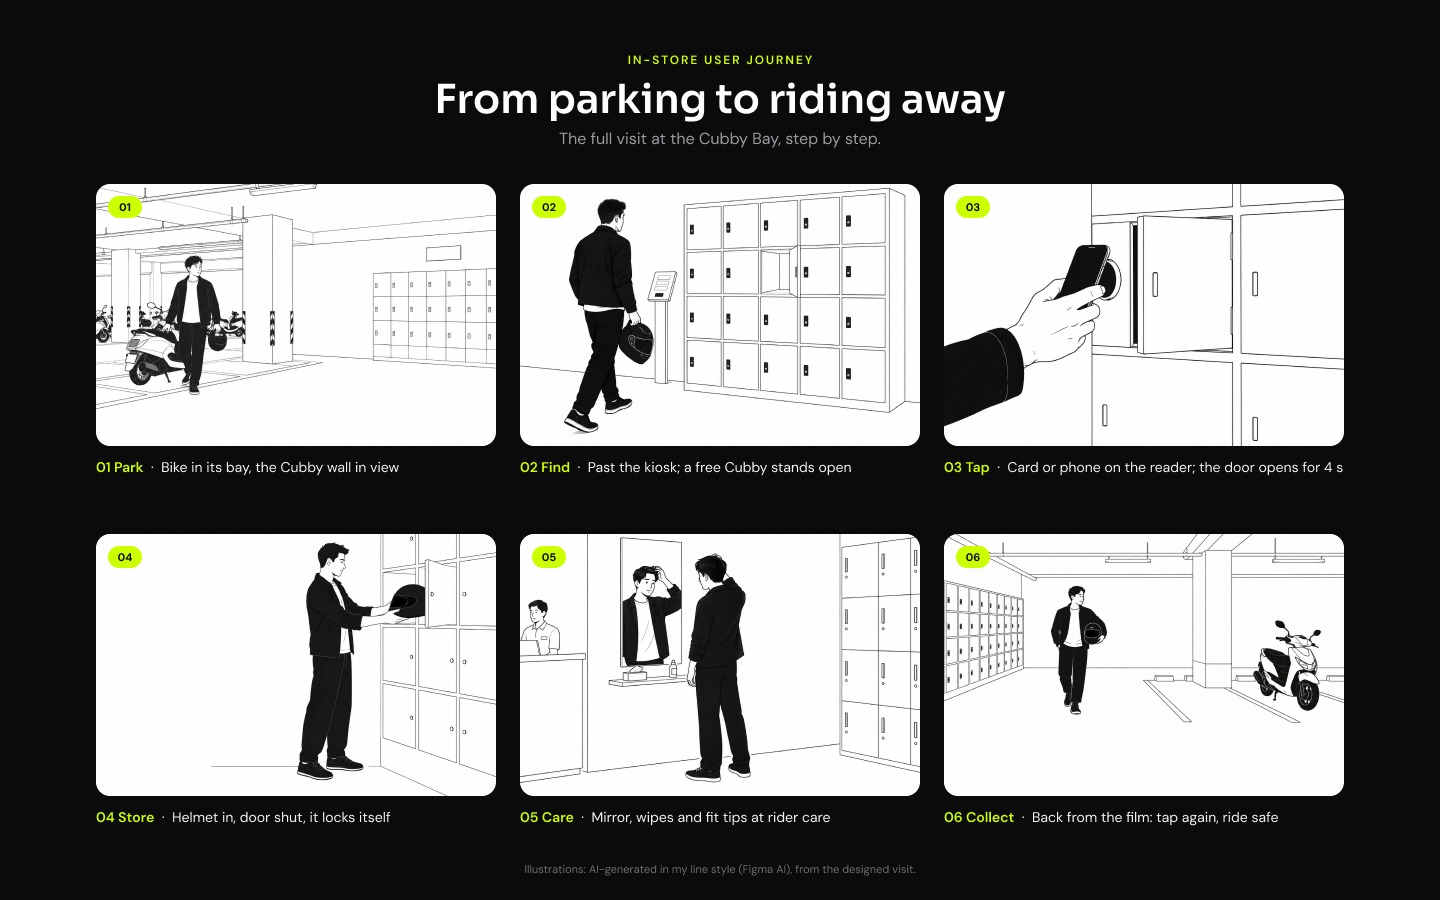 IN-STORE USER JOURNEY
From parking to riding away
The full visit at the Cubby Bay, step by step.
01
02
03
01 Park · Bike in its bay, the Cubby wall in view
02 Find · Past the kiosk; a free Cubby stands open
03 Tap · Card or phone on the reader; the door opens for 4 s
04
05
06
04 Store · Helmet in, door shut, it locks itself
05 Care · Mirror, wipes and fit tips at rider care
06 Collect · Back from the film: tap again, ride safe
Illustrations: AI-generated in my line style (Figma AI), from the designed visit.